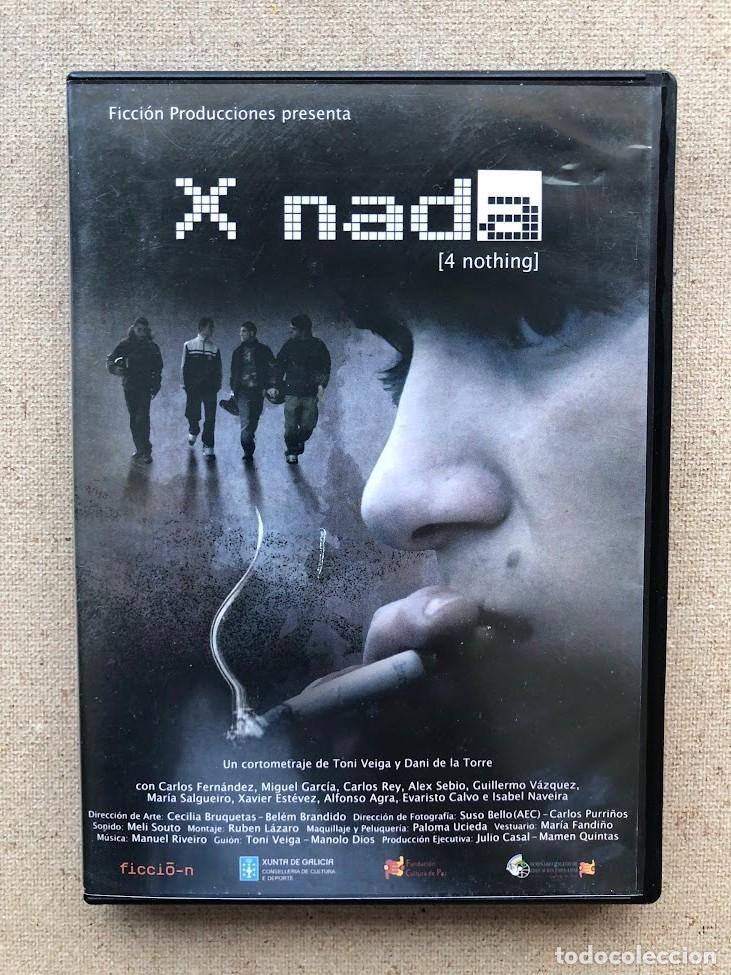 Ficción Producciones presenta
X nada
[4 nothing]
Un cortometraje de Toni Veiga y Dani de la Torre
con Carlos Fernández, Miguel García, Carlos Rey, Alex Sebio, Guillermo Vázquez,
María Salgueiro, Xavier Estévez, Alfonso Agra, Evaristo Calvo e Isabel Naveira
Dirección de Arte: Cecilia Bruquetas – Belém Brandido Dirección de Fotografía: Suso Bello(AEC) – Carlos Purriños
Sonido: Meli Souto Montaje: Ruben Lázaro Maquillaje y Peluquería: Paloma Ucieda Vestuario: María Fandiño
Música: Manuel Riveiro Guión: Toni Veiga – Manolo Dios Producción Ejecutiva: Julio Casal – Mamen Quintas
ficció-n
XUNTA DE GALICIA
CONSELLERIA DE CULTURA
E DEPORTE
Fundación
Cultura de Paz
todocoleccion